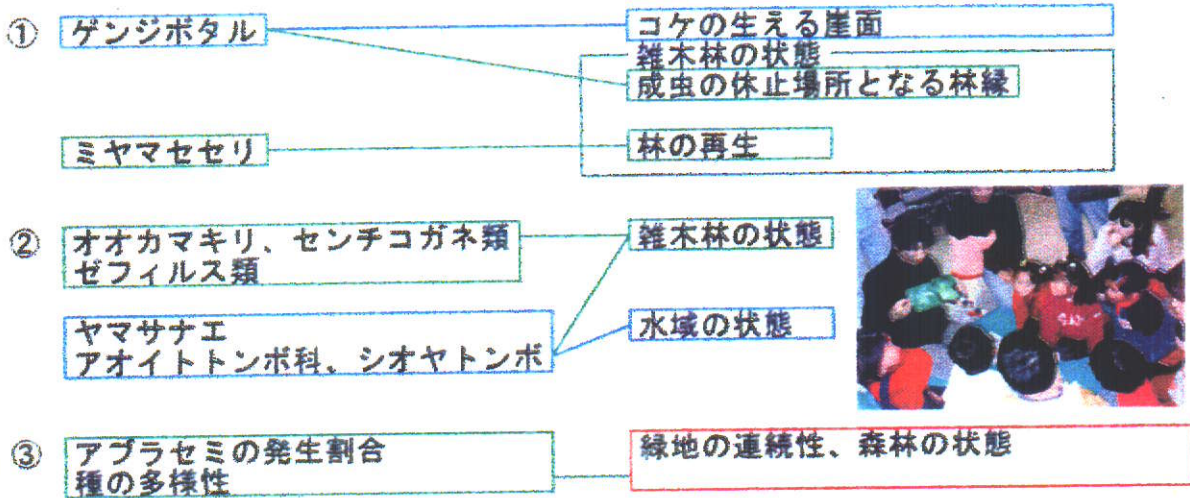 ① ゲンジボタル
コケの生える崖面
雑木林の状態
成虫の休止場所となる林縁
ミヤマセセリ
林の再生
② オオカマキリ、センチコガネ類
ゼフィルス類
雑木林の状態
ヤマサナエ
アオイトトンボ科、シオヤトンボ
水域の状態
③ アブラセミの発生割合
種の多様性
緑地の連続性、森林の状態